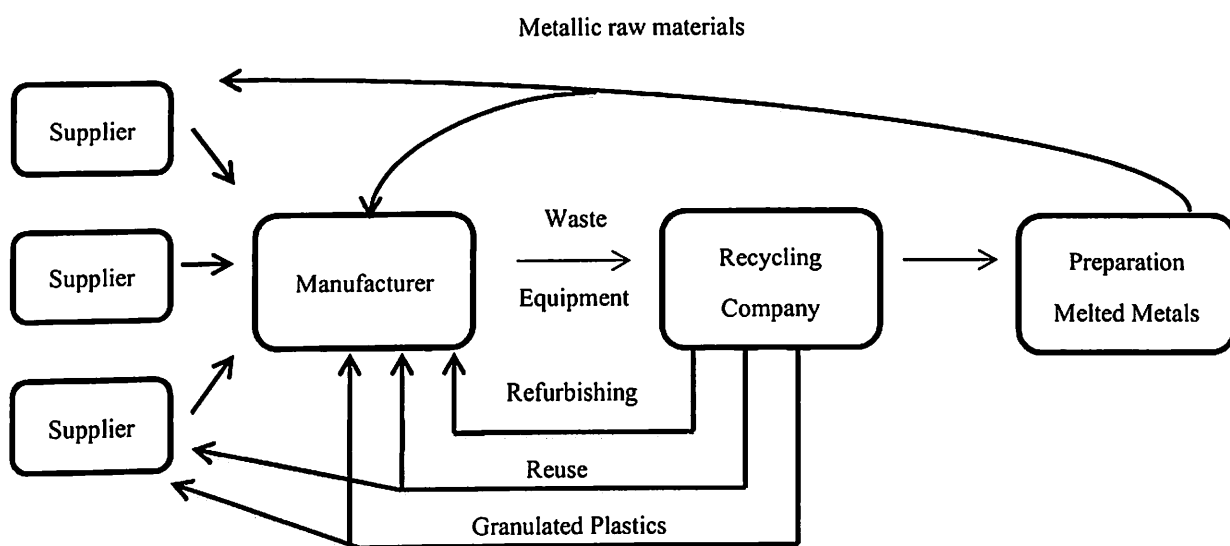 Metallic raw materials
Supplier
Supplier
Supplier
Manufacturer
Waste
Equipment
Recycling
Company
Preparation
Melted Metals
Refurbishing
Reuse
Granulated Plastics